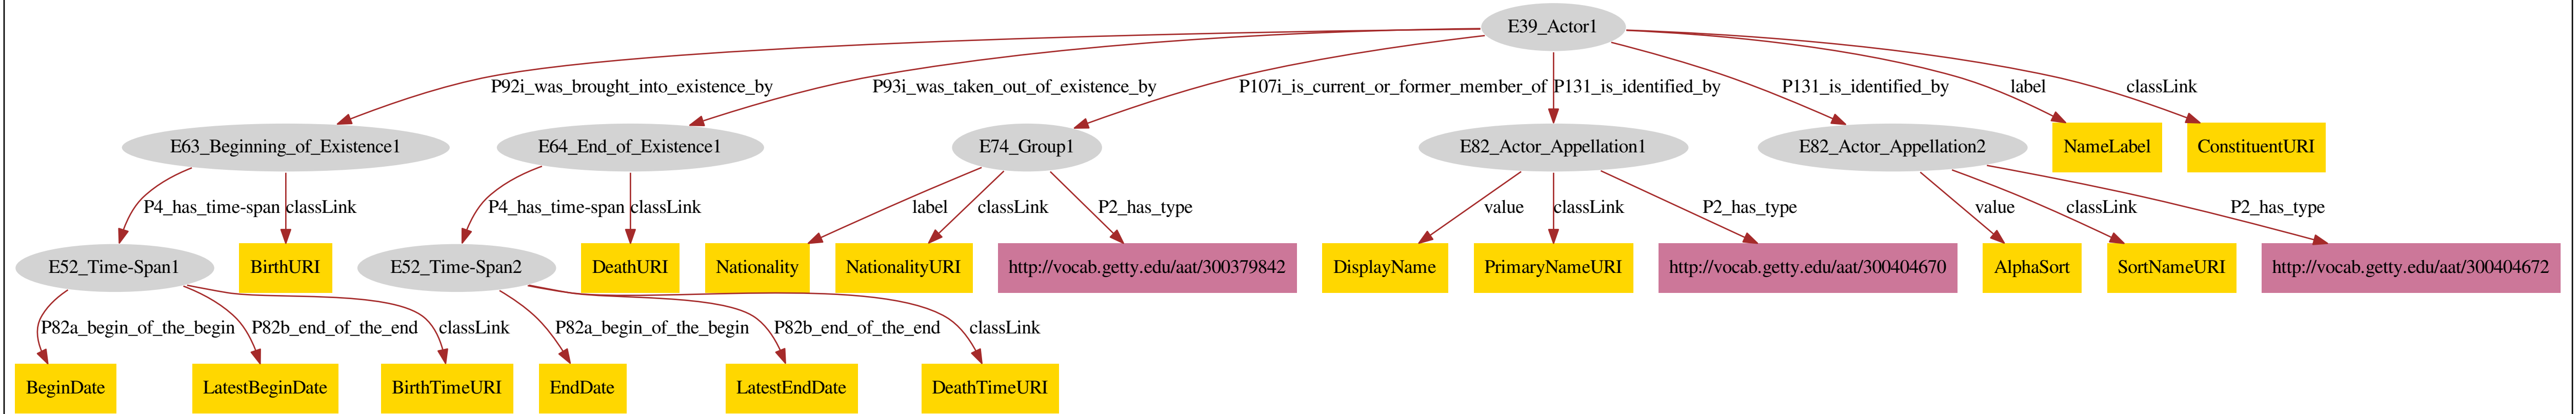 E39_Actor1
P92i_was_brought_into_existence_by
P93i_was_taken_out_of_existence_by
P107i_is_current_or_former_member_of
P131_is_identified_by
P131_is_identified_by
label
classLink
E63_Beginning_of_Existence1
E64_End_of_Existence1
E74_Group1
E82_Actor_Appellation1
E82_Actor_Appellation2
NameLabel
ConstituentURI
P4_has_time-span
classLink
P4_has_time-span
classLink
label
classLink
P2_has_type
value
classLink
P2_has_type
value
classLink
P2_has_type
E52_Time-Span1
BirthURI
E52_Time-Span2
DeathURI
Nationality
NationalityURI
http://vocab.getty.edu/aat/300379842
DisplayName
PrimaryNameURI
http://vocab.getty.edu/aat/300404670
AlphaSort
SortNameURI
http://vocab.getty.edu/aat/300404672
P82a_begin_of_the_begin
P82b_end_of_the_end
classLink
P82a_begin_of_the_begin
P82b_end_of_the_end
classLink
BeginDate
LatestBeginDate
BirthTimeURI
EndDate
LatestEndDate
DeathTimeURI